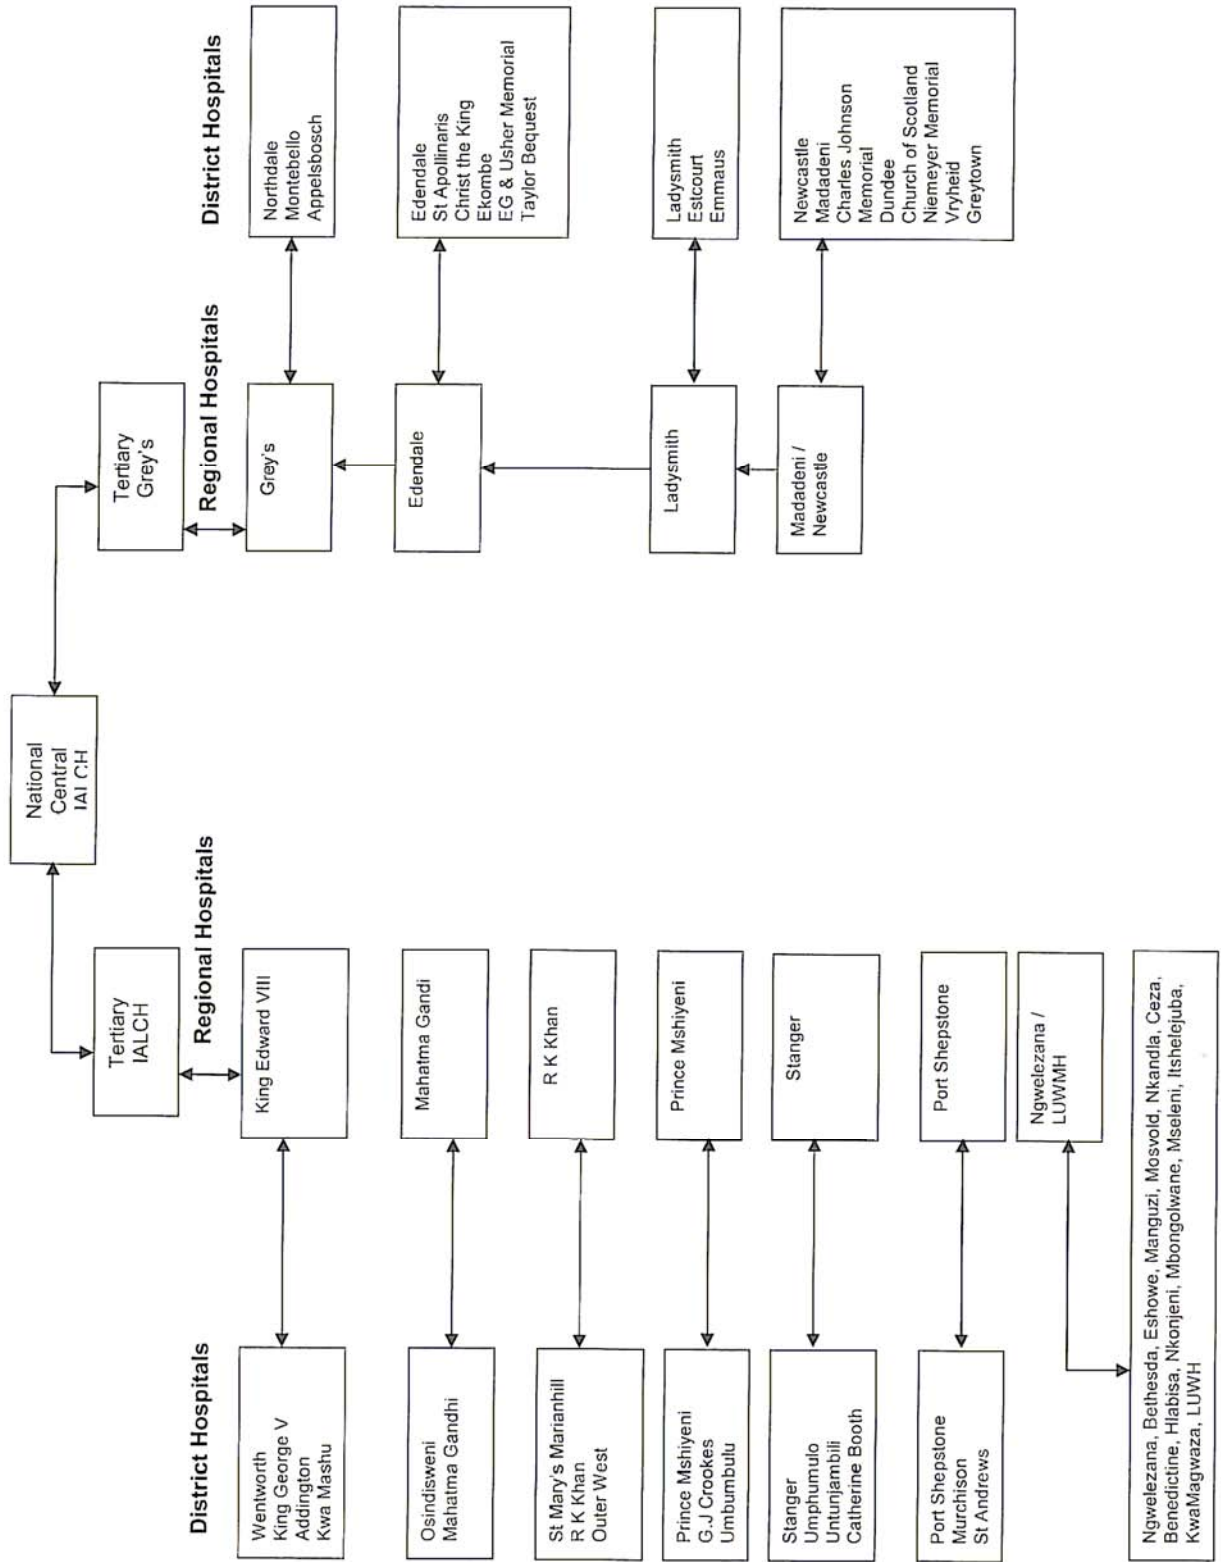 National
Central
IALCH
Tertiary
IALCH
Tertiary
Grey's
District Hospitals
Regional Hospitals
Regional Hospitals
District Hospitals
Wentworth
King George V
Addington
Kwa Mashu
King Edward VIII
Grey's
Northdale
Montebello
Appelsbosch
Osindisweni
Mahatma Gandhi
Mahatma Gandi
Edendale
Edendale
St Apollinaris
Christ the King
Ekombe
EG & Usher Memorial
Taylor Bequest
St Mary's Marianhill
R K Khan
Outer West
R K Khan
Prince Mshiyeni
G.J Crookes
Umbumbulu
Prince Mshiyeni
Ladysmith
Ladysmith
Estcourt
Emmaus
Stanger
Umphumulo
Untunjambili
Catherine Booth
Stanger
Madadeni /
Newcastle
Newcastle
Madadeni
Charles Johnson
Memorial
Dundee
Church of Scotland
Niemeyer Memorial
Vryheid
Greytown
Port Shepstone
Murchison
St Andrews
Port Shepstone
Ngwelezana /
LUWMH
Ngwelezana, Bethesda, Eshowe, Manguzi, Mosvold, Nkandla, Ceza,
Benedictine, Hlabisa, Nkonjeni, Mbongolwane, Mseleni, Itshelejuba,
KwaMagwaza, LUWH